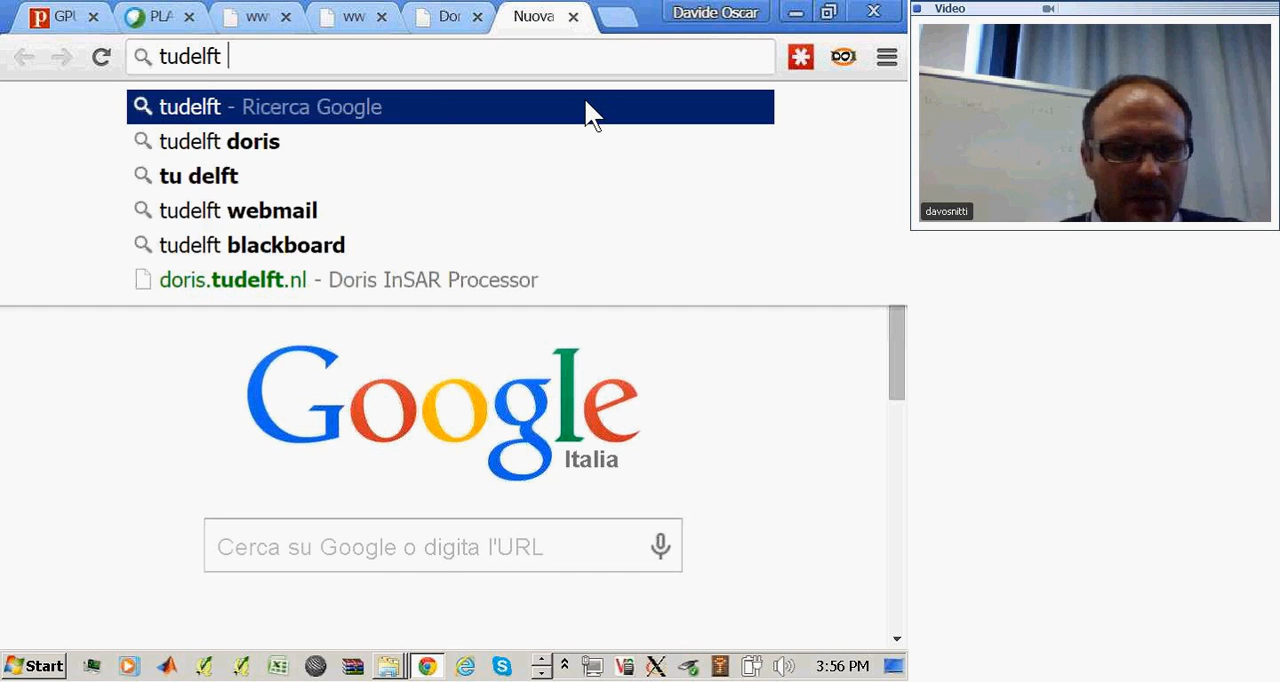 GPU
PLA
ww
ww
Dor
Nuova
Davide Oscar
Video
tudelft
DOI
tudelft - Ricerca Google
tudelft doris
tu delft
tudelft webmail
tudelft blackboard
doris.tudelft.nl - Doris InSAR Processor
davosnitti
Google
Italia
Cerca su Google o digita l'URL
Start
3:56 PM